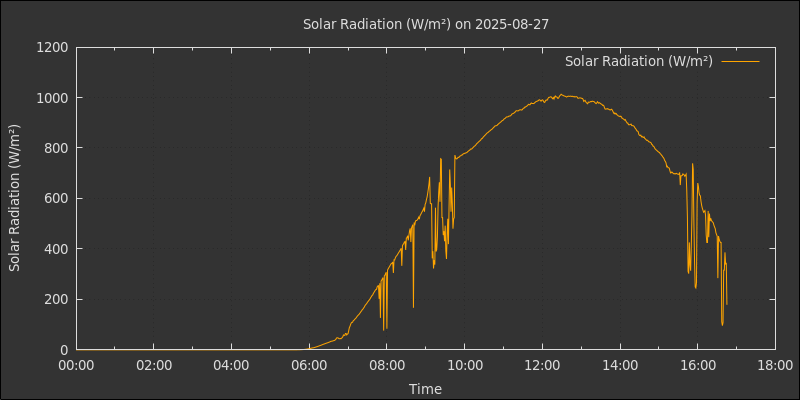 Solar Radiation (W/m²) on 2025-08-27
Solar Radiation (W/m²)
1200
1000
800
600
400
200
0
Solar Radiation (W/m²)
00:00 02:00 04:00 06:00 08:00 10:00 12:00 14:00 16:00 18:00
Time